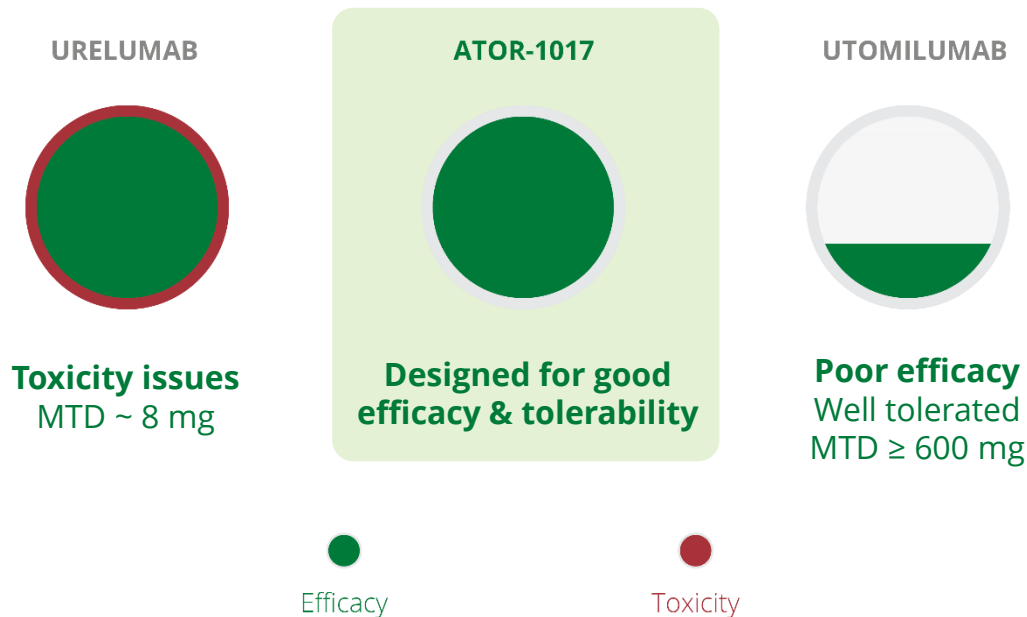 URELUMAB
ATOR-1017
UTOMILUMAB
Toxicity issues
MTD ~ 8 mg
Designed for good
efficacy & tolerability
Poor efficacy
Well tolerated
MTD ≥ 600 mg
Efficacy
Toxicity